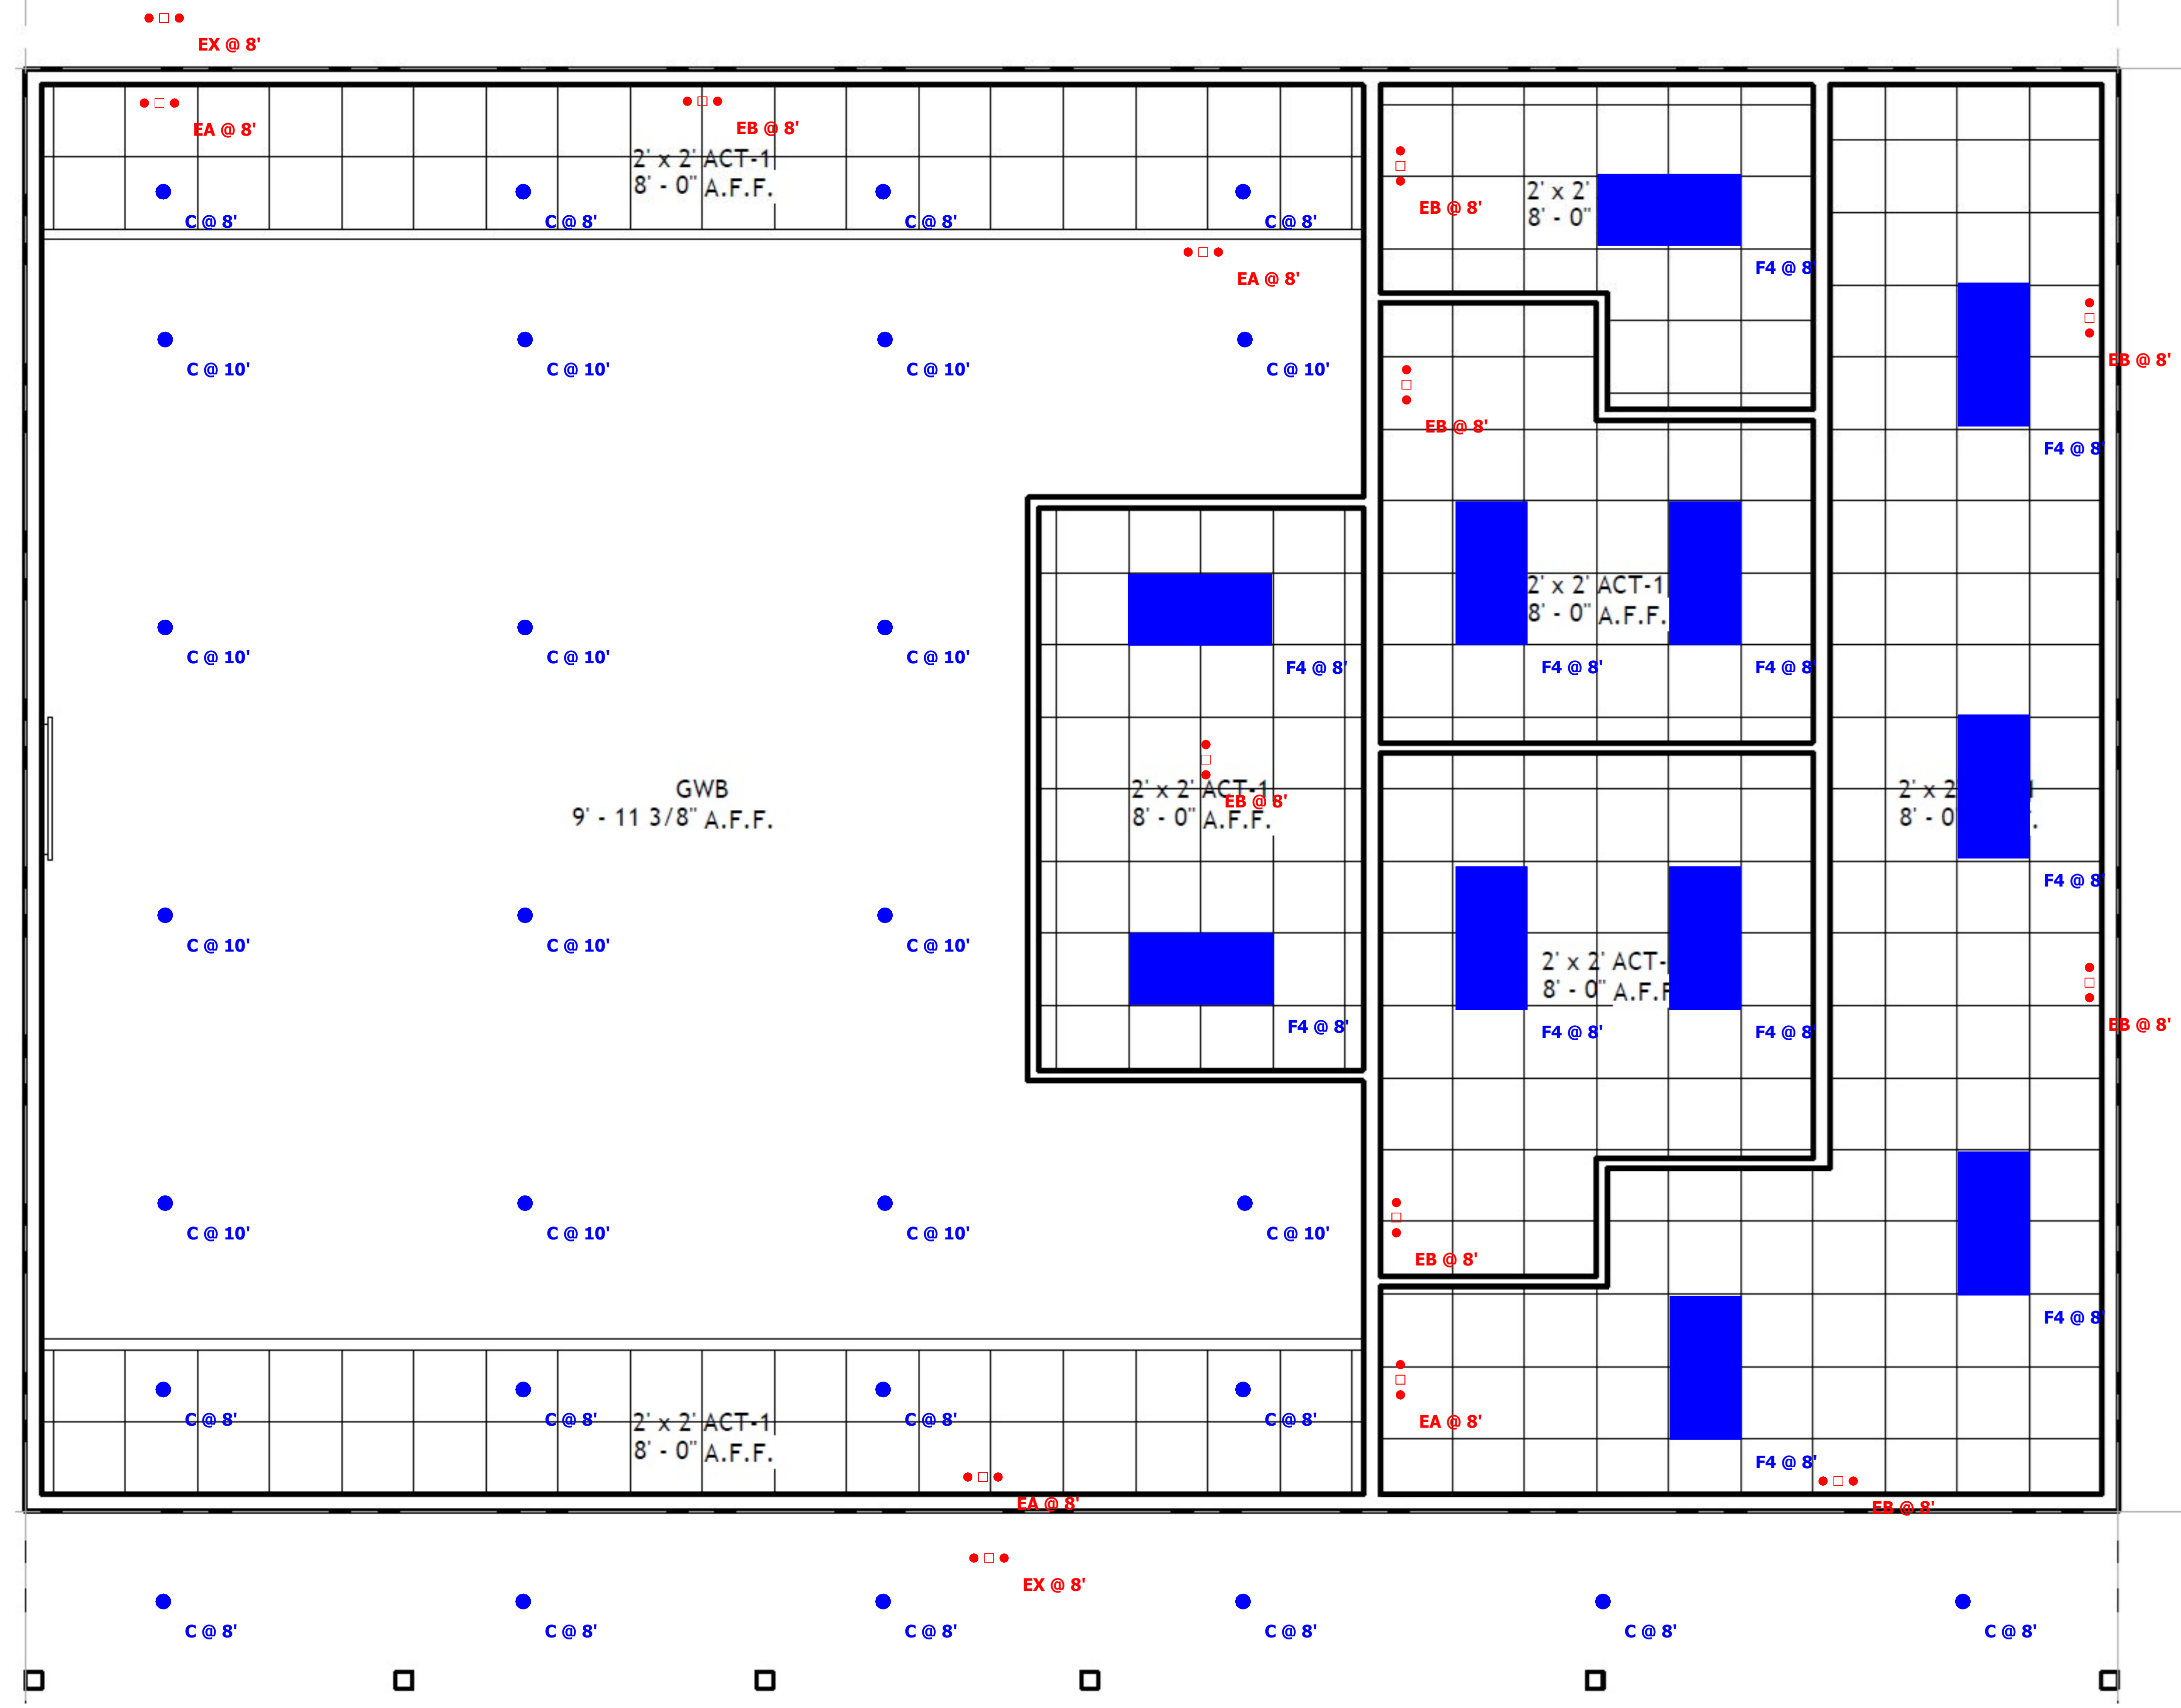 EX @ 8'
EA @ 8'
EB @ 8'
2' x 2' ACT-1
8' - 0" A.F.F.
C @ 8'
C @ 8'
C @ 8'
C @ 8'
EB @ 8'
2' x 2'
8' - 0"
F4 @ 8'
EA @ 8'
C @ 10'
C @ 10'
C @ 10'
C @ 10'
EB @ 8'
EB @ 8'
F4 @ 8'
2' x 2' ACT-1
8' - 0" A.F.F.
C @ 10'
C @ 10'
C @ 10'
F4 @ 8'
F4 @ 8'
F4 @ 8'
GWB
9' - 11 3/8" A.F.F.
2' x 2' ACT-1
8' - 0" A.F.F.
EB @ 8'
2' x 2
8' - 0
F4 @ 8'
C @ 10'
C @ 10'
C @ 10'
2' x 2' ACT-
8' - 0" A.F.F
F4 @ 8'
F4 @ 8'
F4 @ 8'
EB @ 8'
C @ 10'
C @ 10'
C @ 10'
C @ 10'
EB @ 8'
F4 @ 8'
C @ 8'
C @ 8'
2' x 2' ACT-1
8' - 0" A.F.F.
C @ 8'
C @ 8'
EA @ 8'
F4 @ 8'
EA @ 8'
EB @ 8'
EX @ 8'
C @ 8'
C @ 8'
C @ 8'
C @ 8'
C @ 8'
C @ 8'